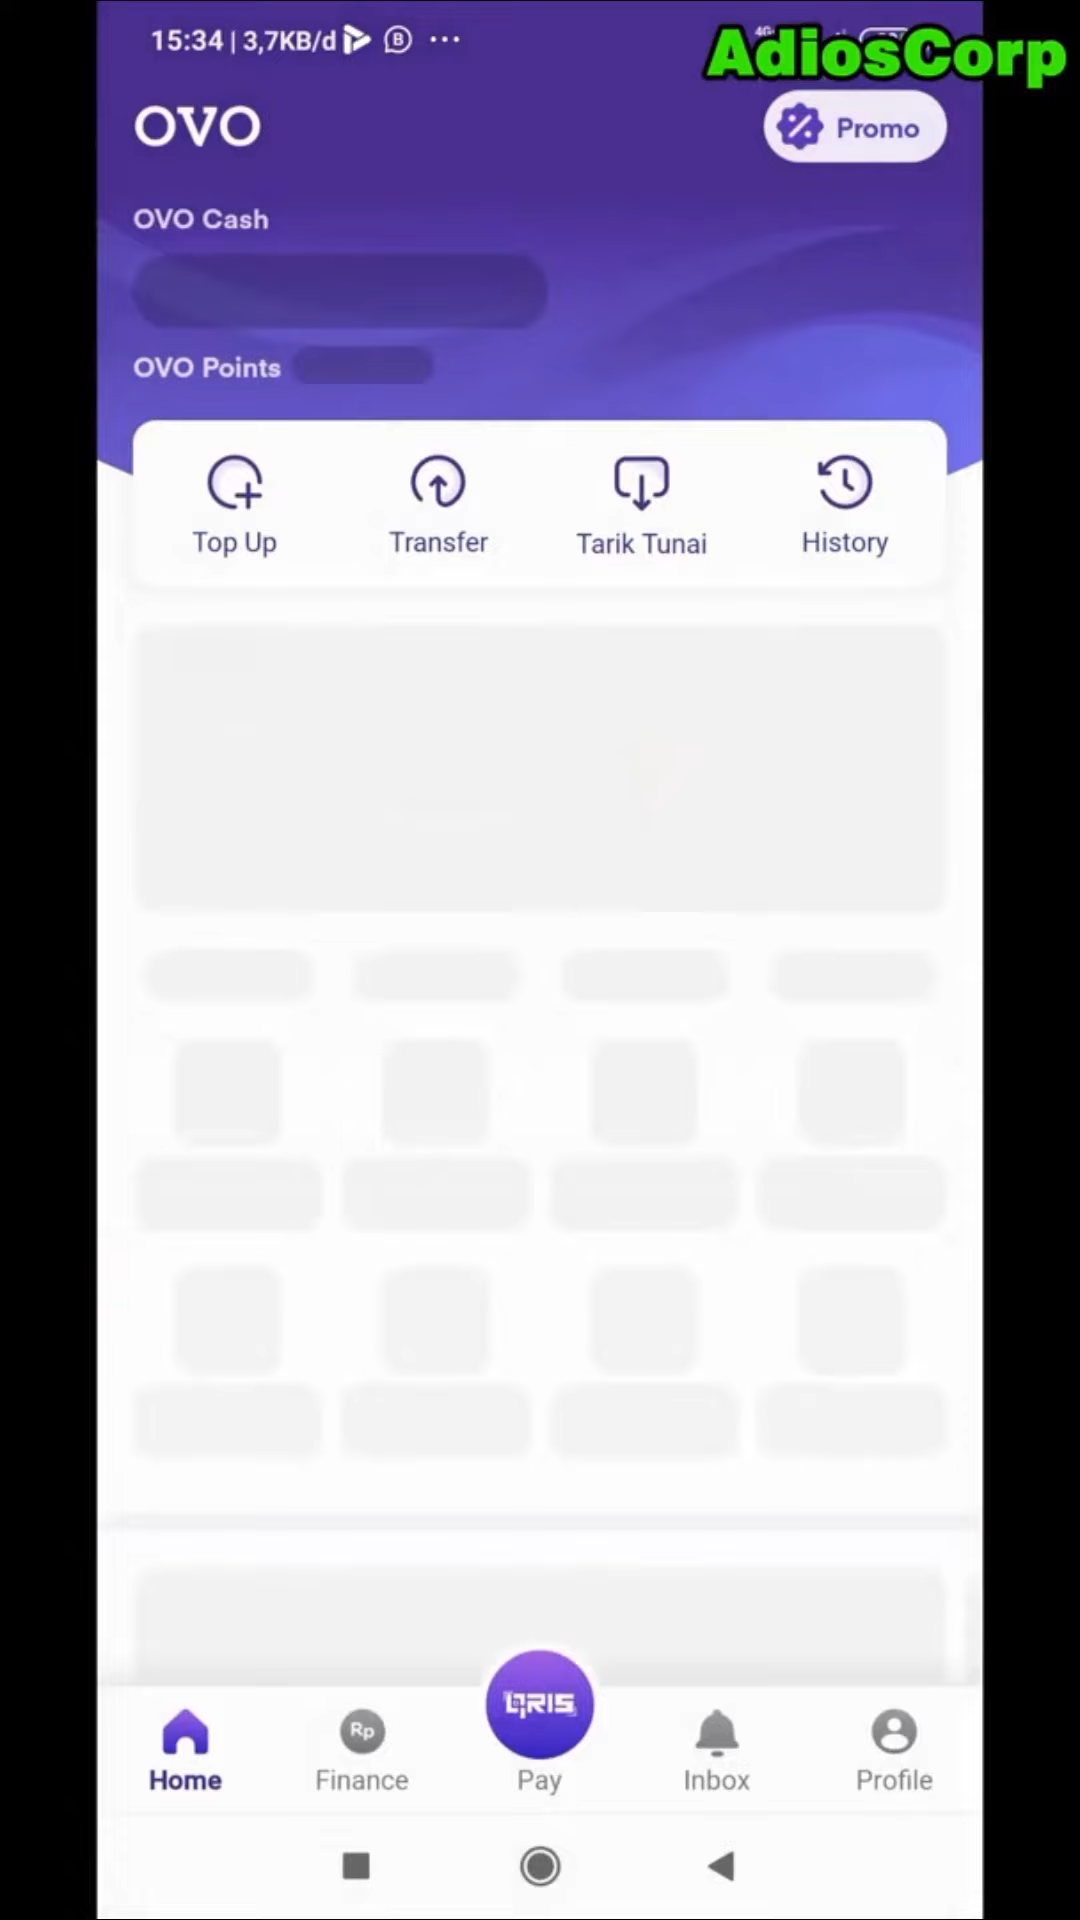 15:34 | 3,7KB/d
AdiosCorp
OVO
Promo
OVO Cash
OVO Points
Top Up
Transfer
Tarik Tunai
History
QRIS
Rp
Home
Finance
Pay
Inbox
Profile